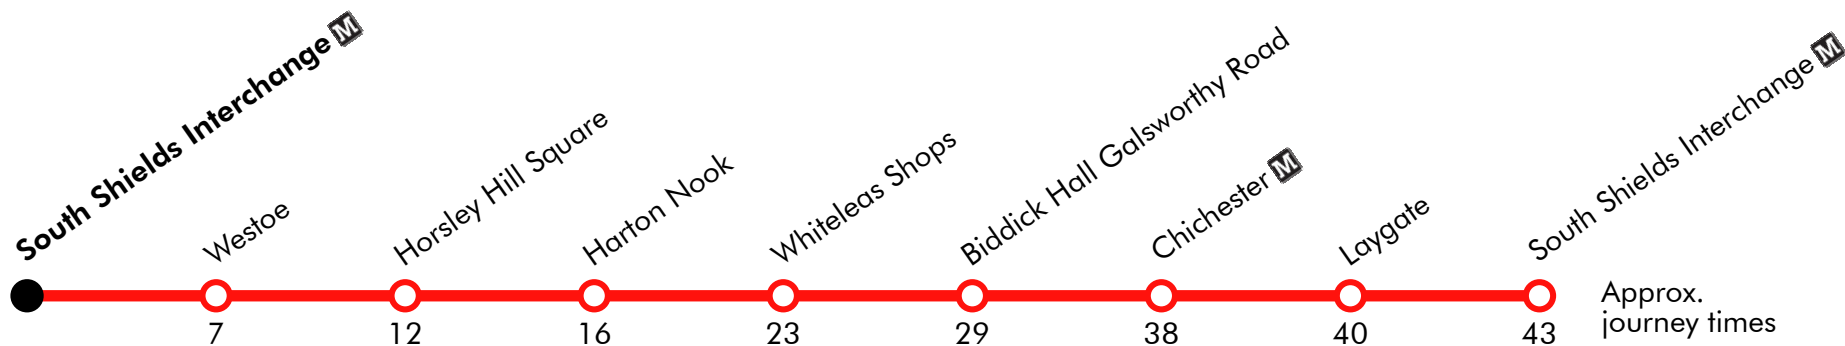 South Shields Interchange M
Westoe
Horsley Hill Square
Harton Nook
Whiteleas Shops
Biddick Hall Galsworthy Road
Chichester M
Laygate
South Shields Interchange M
7
12
16
23
29
38
40
43
Approx.
journey times